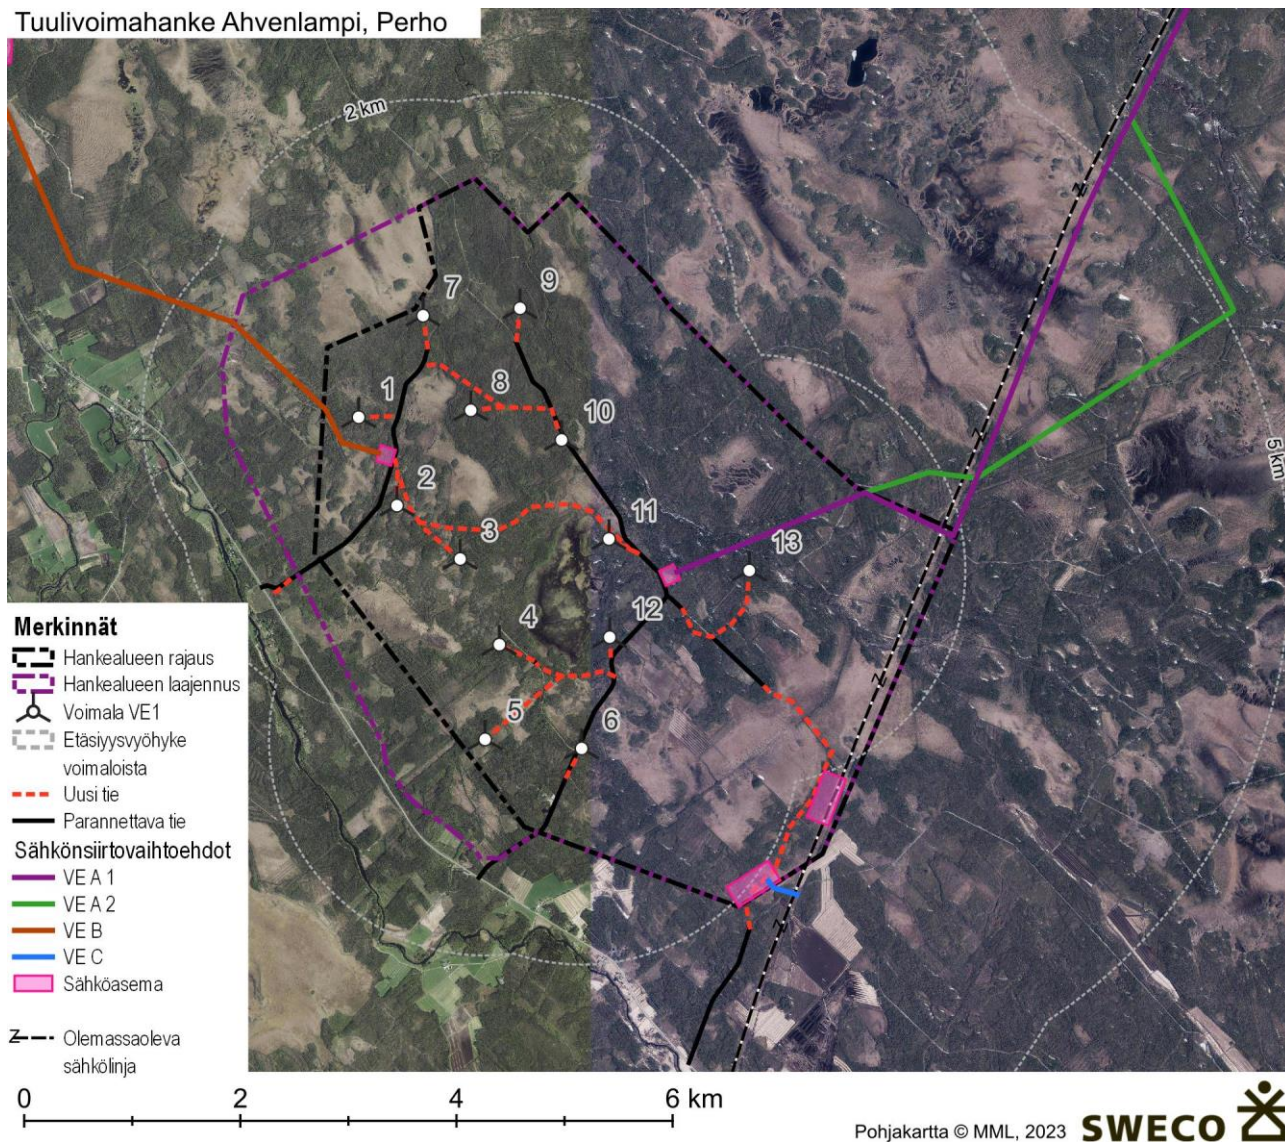 Tuulivoimahanke Ahvenlampi, Perho
2 km
7
9
1
8
10
5 km
2
3
11
13
4
12
5
6
Merkinnät
Hankealueen rajaus
Hankealueen laajennus
Voimala VE1
Etäisyysvyöhyke
voimaloista
Uusi tie
Parannettava tie
Sähkönsiirtovaihtoehdot
VE A 1
VE A 2
VE B
VE C
Sähköasema
Olemassaoleva
sähkölinja
0 2 4 6 km
Pohjakartta © MML, 2023
SWECO